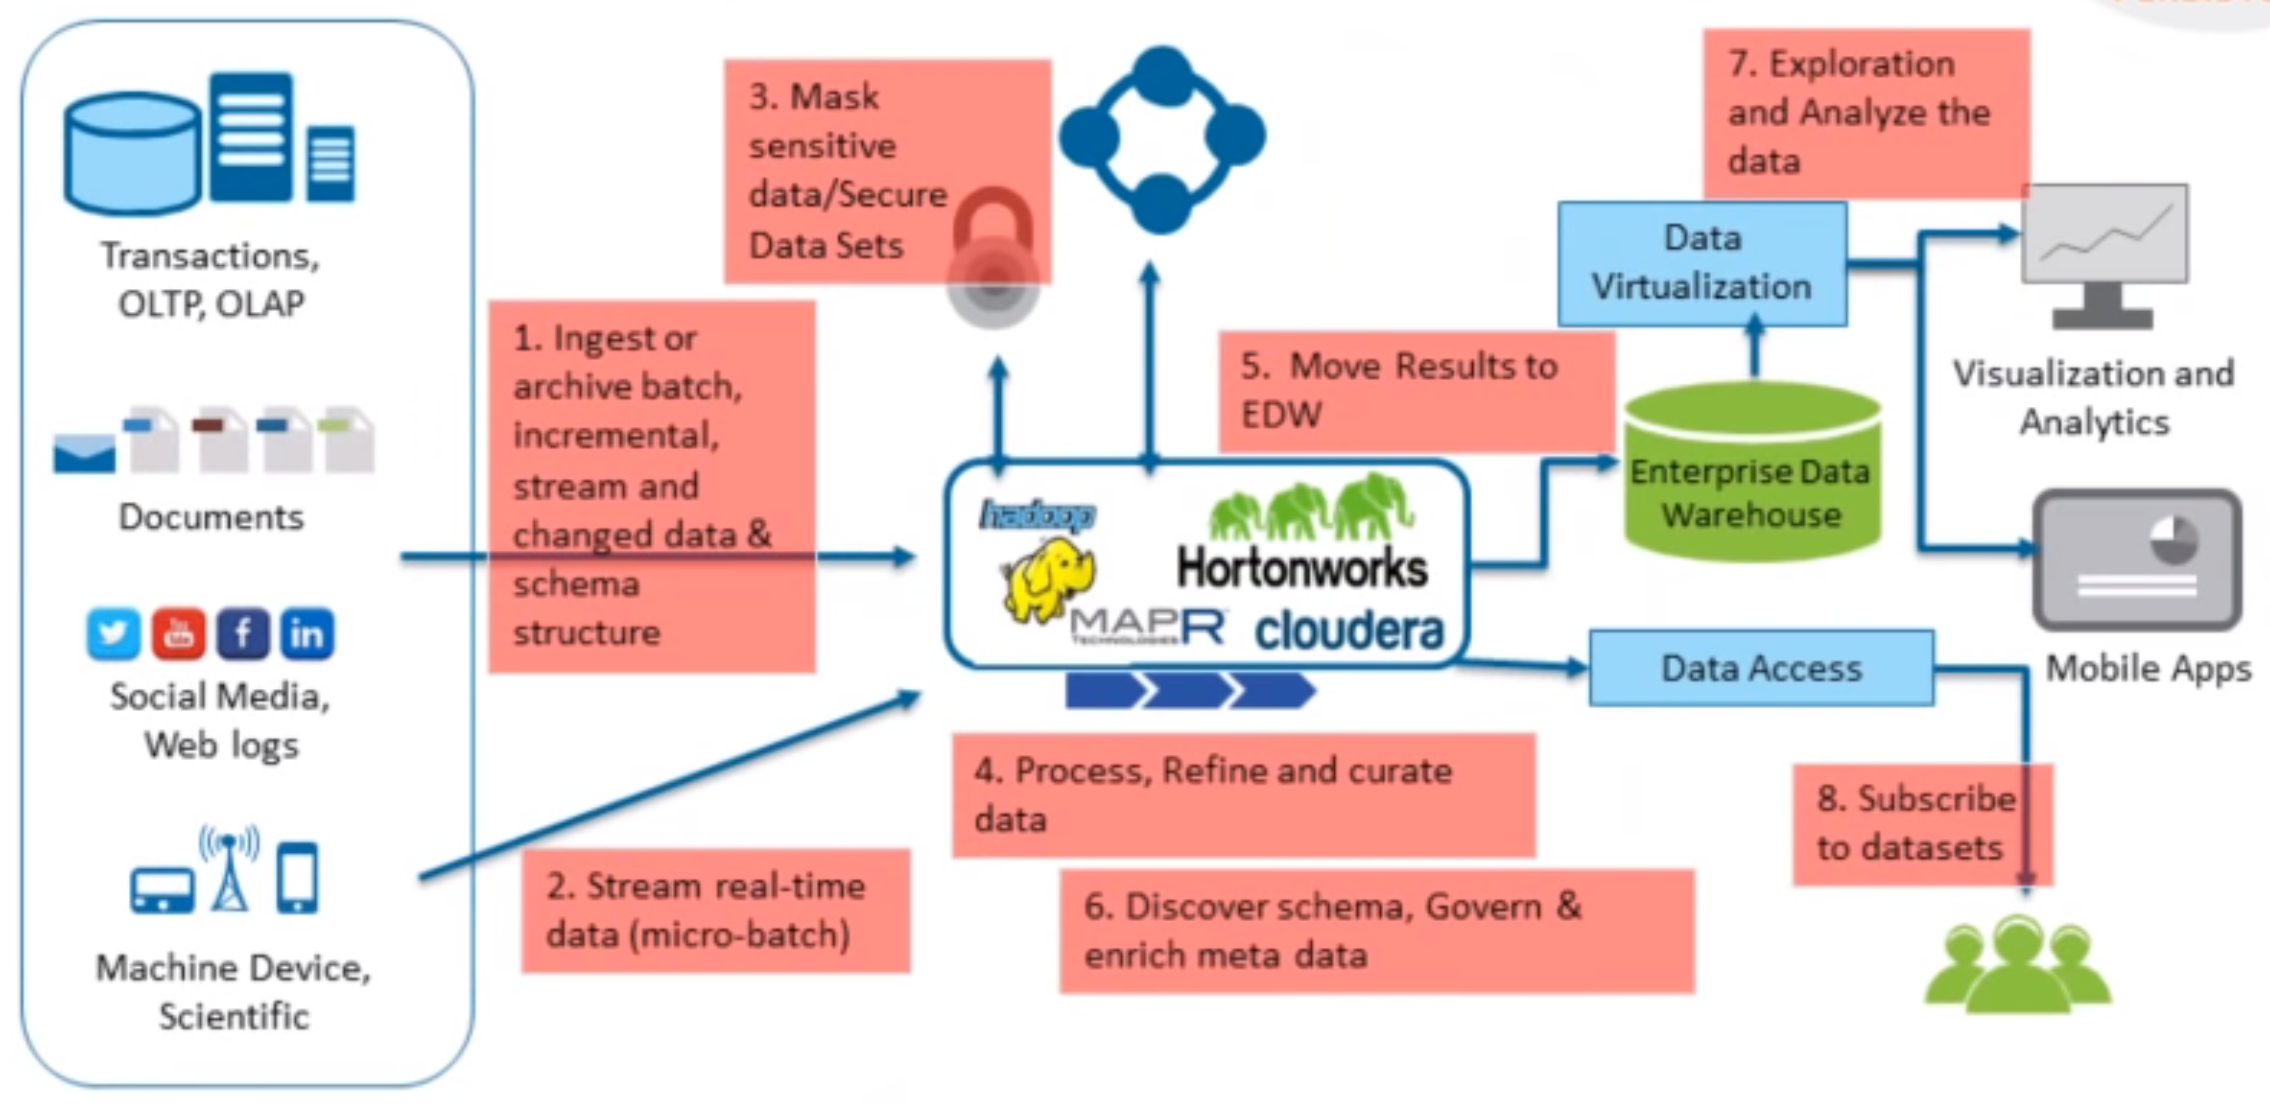 Transactions,
OLTP, OLAP
Documents
Social Media,
Web logs
Machine Device,
Scientific
1. Ingest or
archive batch,
incremental,
stream and
changed data &
schema
structure
2. Stream real-time
data (micro-batch)
3. Mask
sensitive
data/Secure
Data Sets
hadoop
Hortonworks
MAPR
TECHNOLOGIES
cloudera
4. Process, Refine and curate
data
5. Move Results to
EDW
6. Discover schema, Govern &
enrich meta data
Enterprise Data
Warehouse
Data
Virtualization
7. Exploration
and Analyze the
data
Visualization and
Analytics
Mobile Apps
Data Access
8. Subscribe
to datasets
You
Tube
f
in